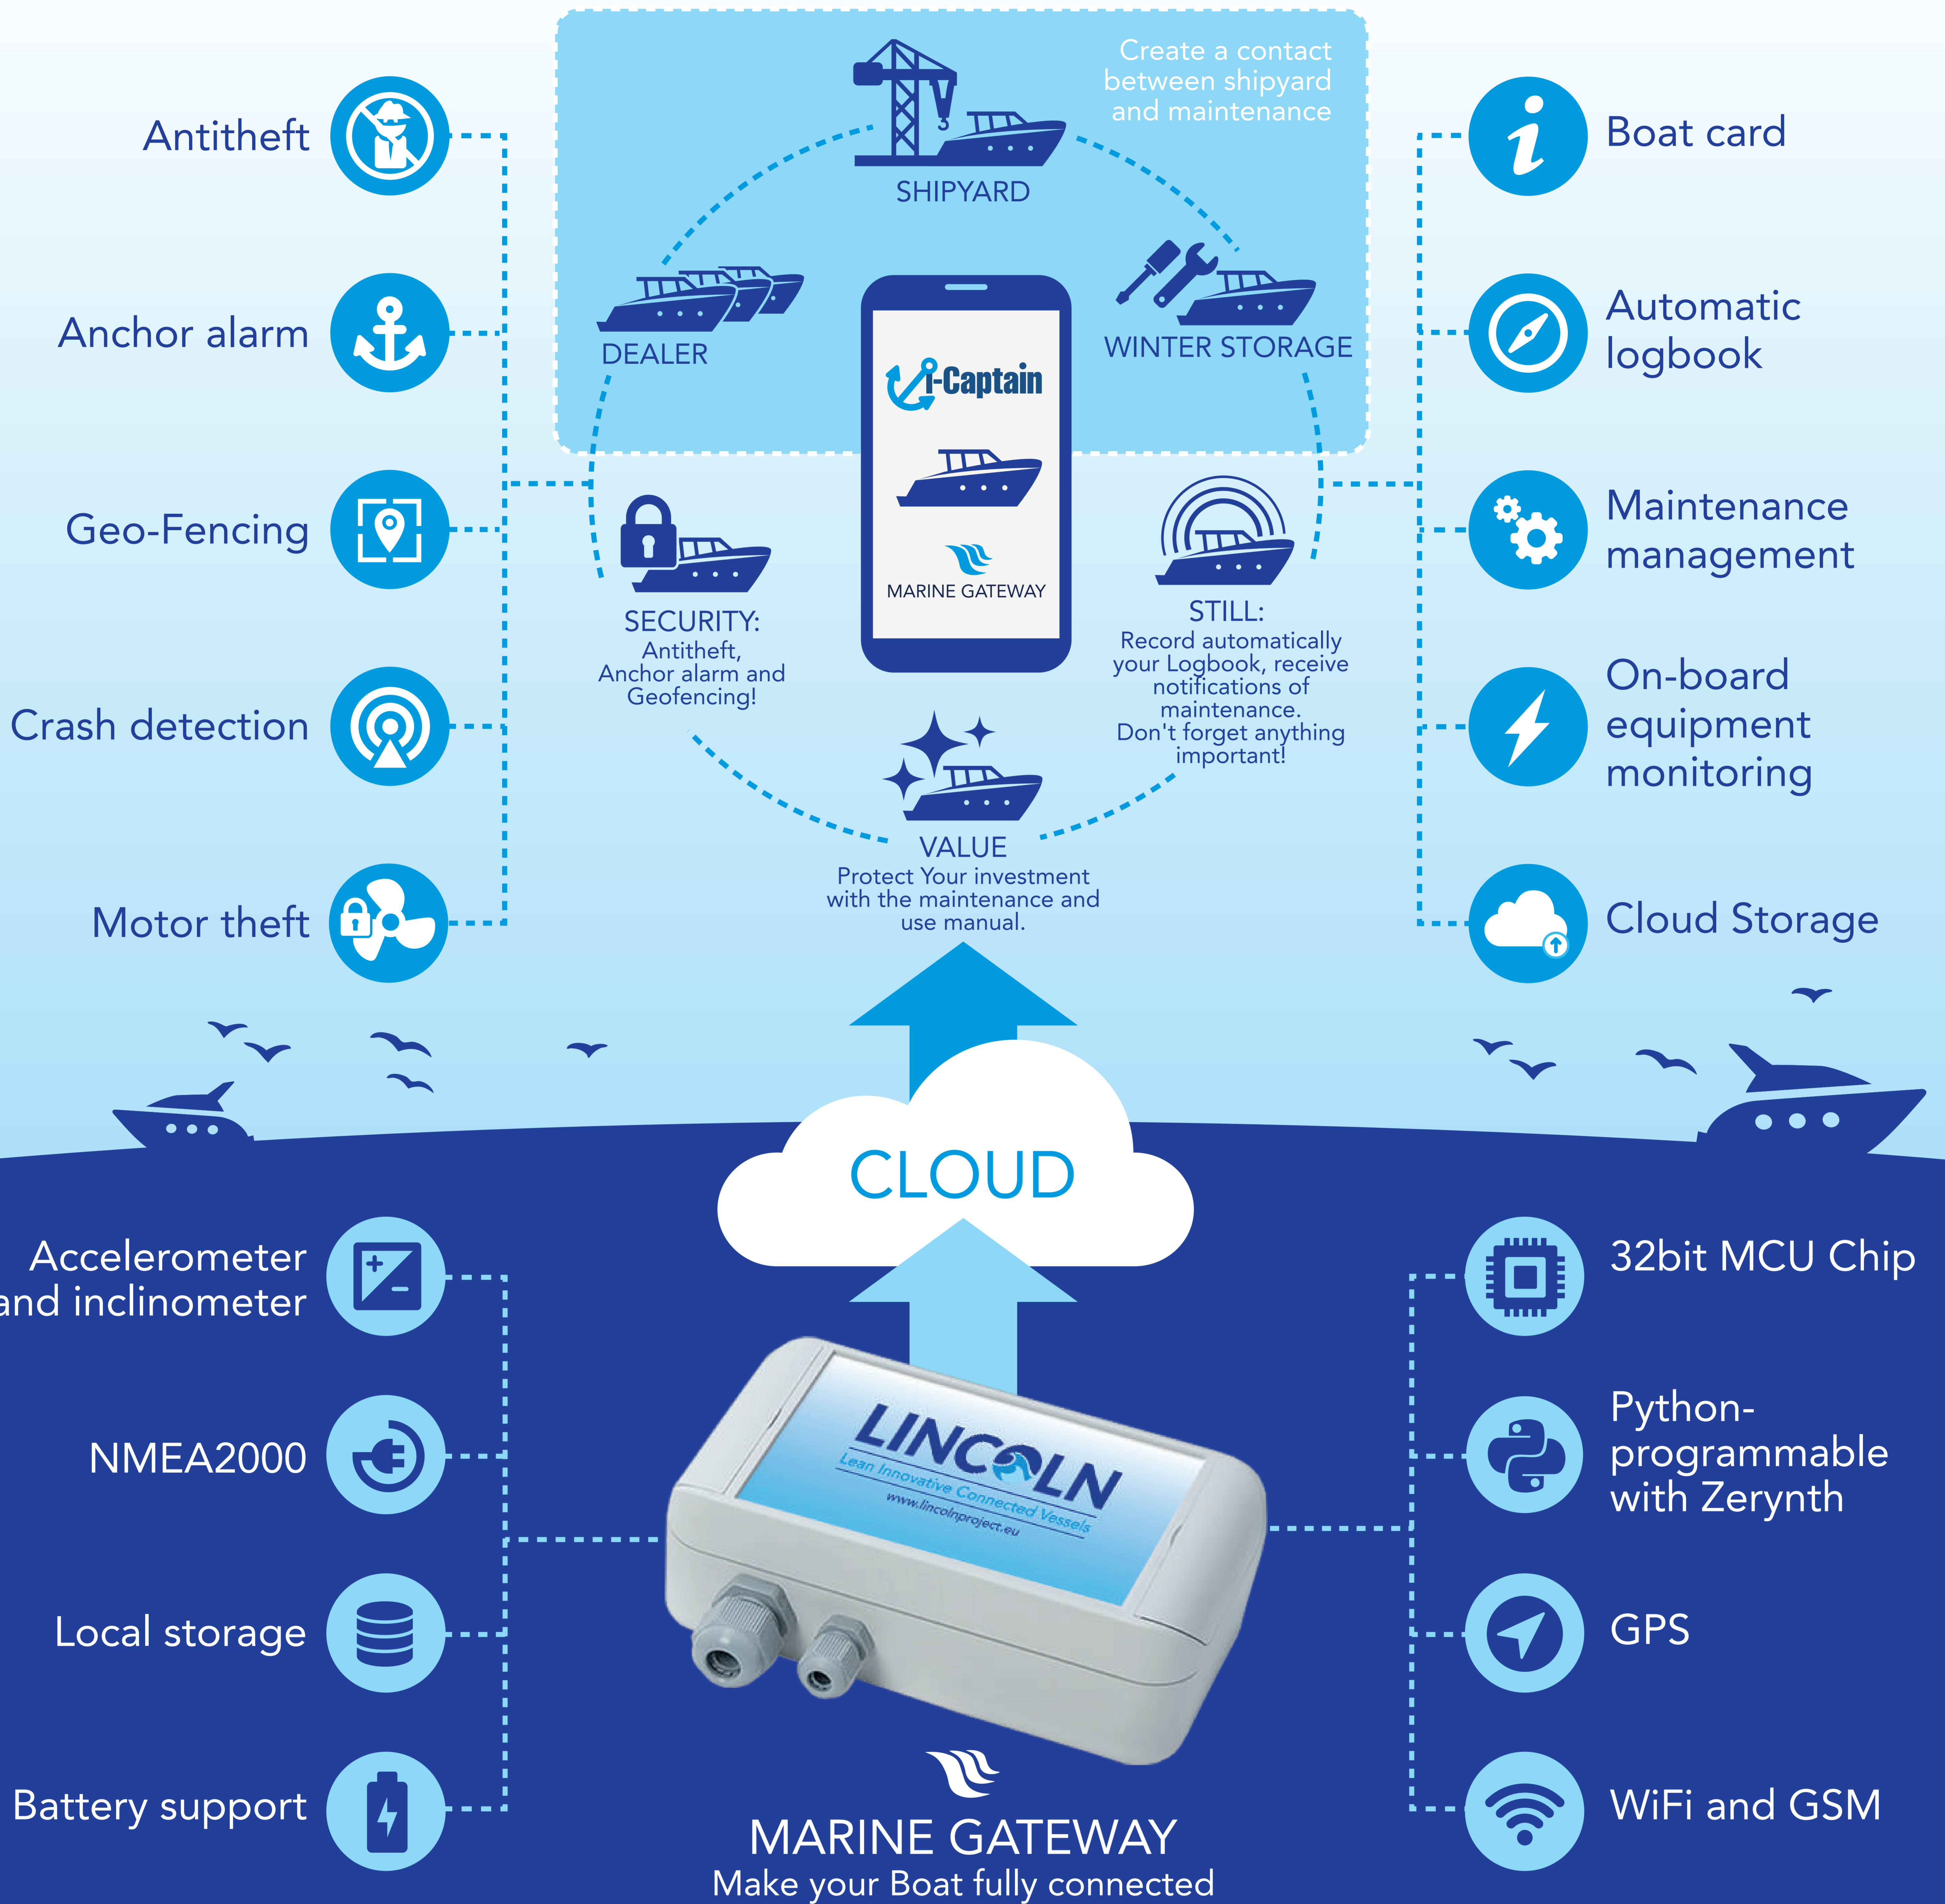 Create a contact
between shipyard
and maintenance
SHIPYARD
DEALER
WINTER STORAGE
i-Captain
MARINE GATEWAY
SECURITY:
Antitheft,
Anchor alarm and
Geofencing!
STILL:
Record automatically
your Logbook, receive
notifications of
maintenance.
Don't forget anything
important!
VALUE
Protect Your investment
with the maintenance and
use manual.
Antitheft
Anchor alarm
Geo-Fencing
Crash detection
Motor theft
Boat card
Automatic
logbook
Maintenance
management
On-board
equipment
monitoring
Cloud Storage
CLOUD
Accelerometer
and inclinometer
NMEA2000
Local storage
Battery support
LINCOLN
Lean Innovative Connected Vessels
www.lincolnproject.eu
32bit MCU Chip
Python-
programmable
with Zerynth
GPS
WiFi and GSM
MARINE GATEWAY
Make your Boat fully connected